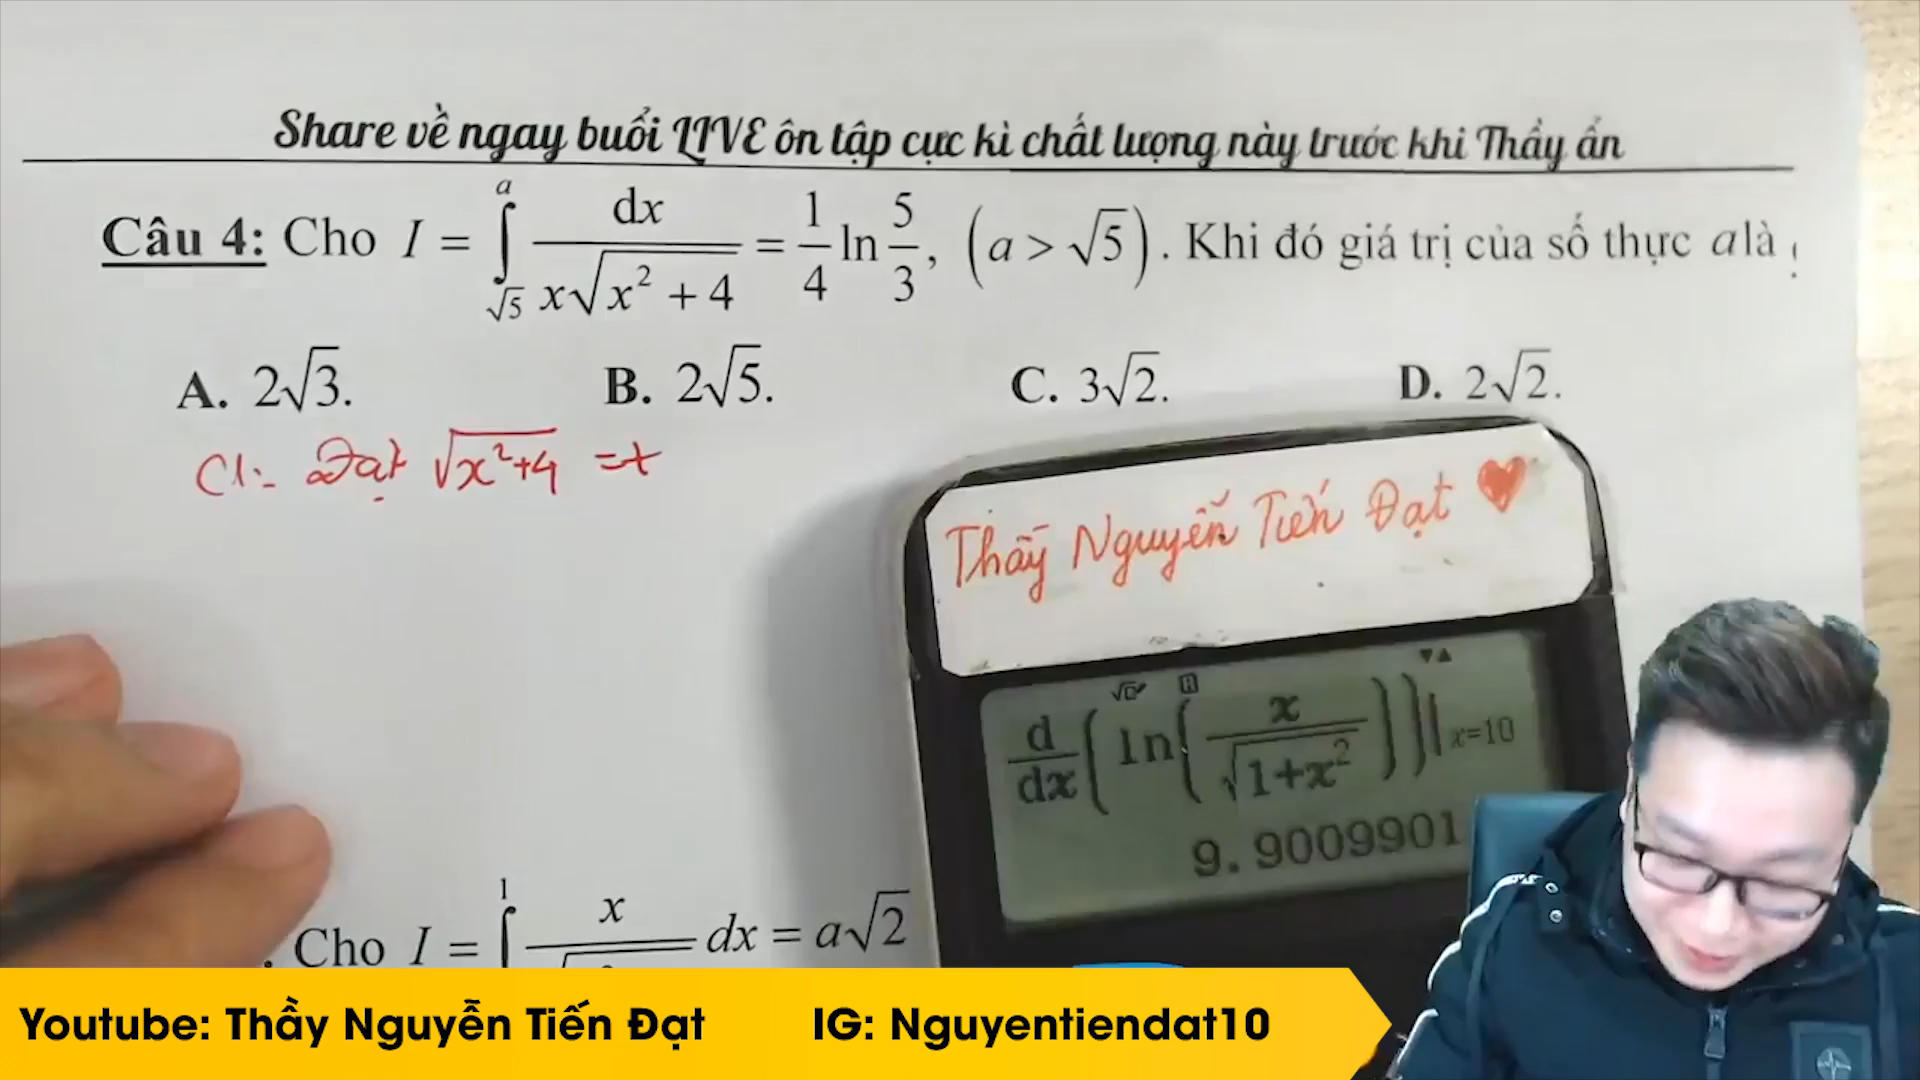 Share về ngay buổi LIVE ôn tập cực kì chất lượng này trước khi Thầy ẩn
Câu 4: Cho I = ∫_{√5}^{a} dx / (x√(x² + 4)) = 1/4 ln 5/3, (a > √5). Khi đó giá trị của số thực a là
A. 2√3. B. 2√5. C. 3√2. D. 2√2.
C1: Đặt √(x²+4) = t
Thầy Nguyễn Tiến Đạt ❤
d/dx(ln(x/√(1+x²)))|x=10
9.9009901
Cho I = ∫ x dx = a√2
Youtube: Thầy Nguyễn Tiến Đạt IG: Nguyentiendat10